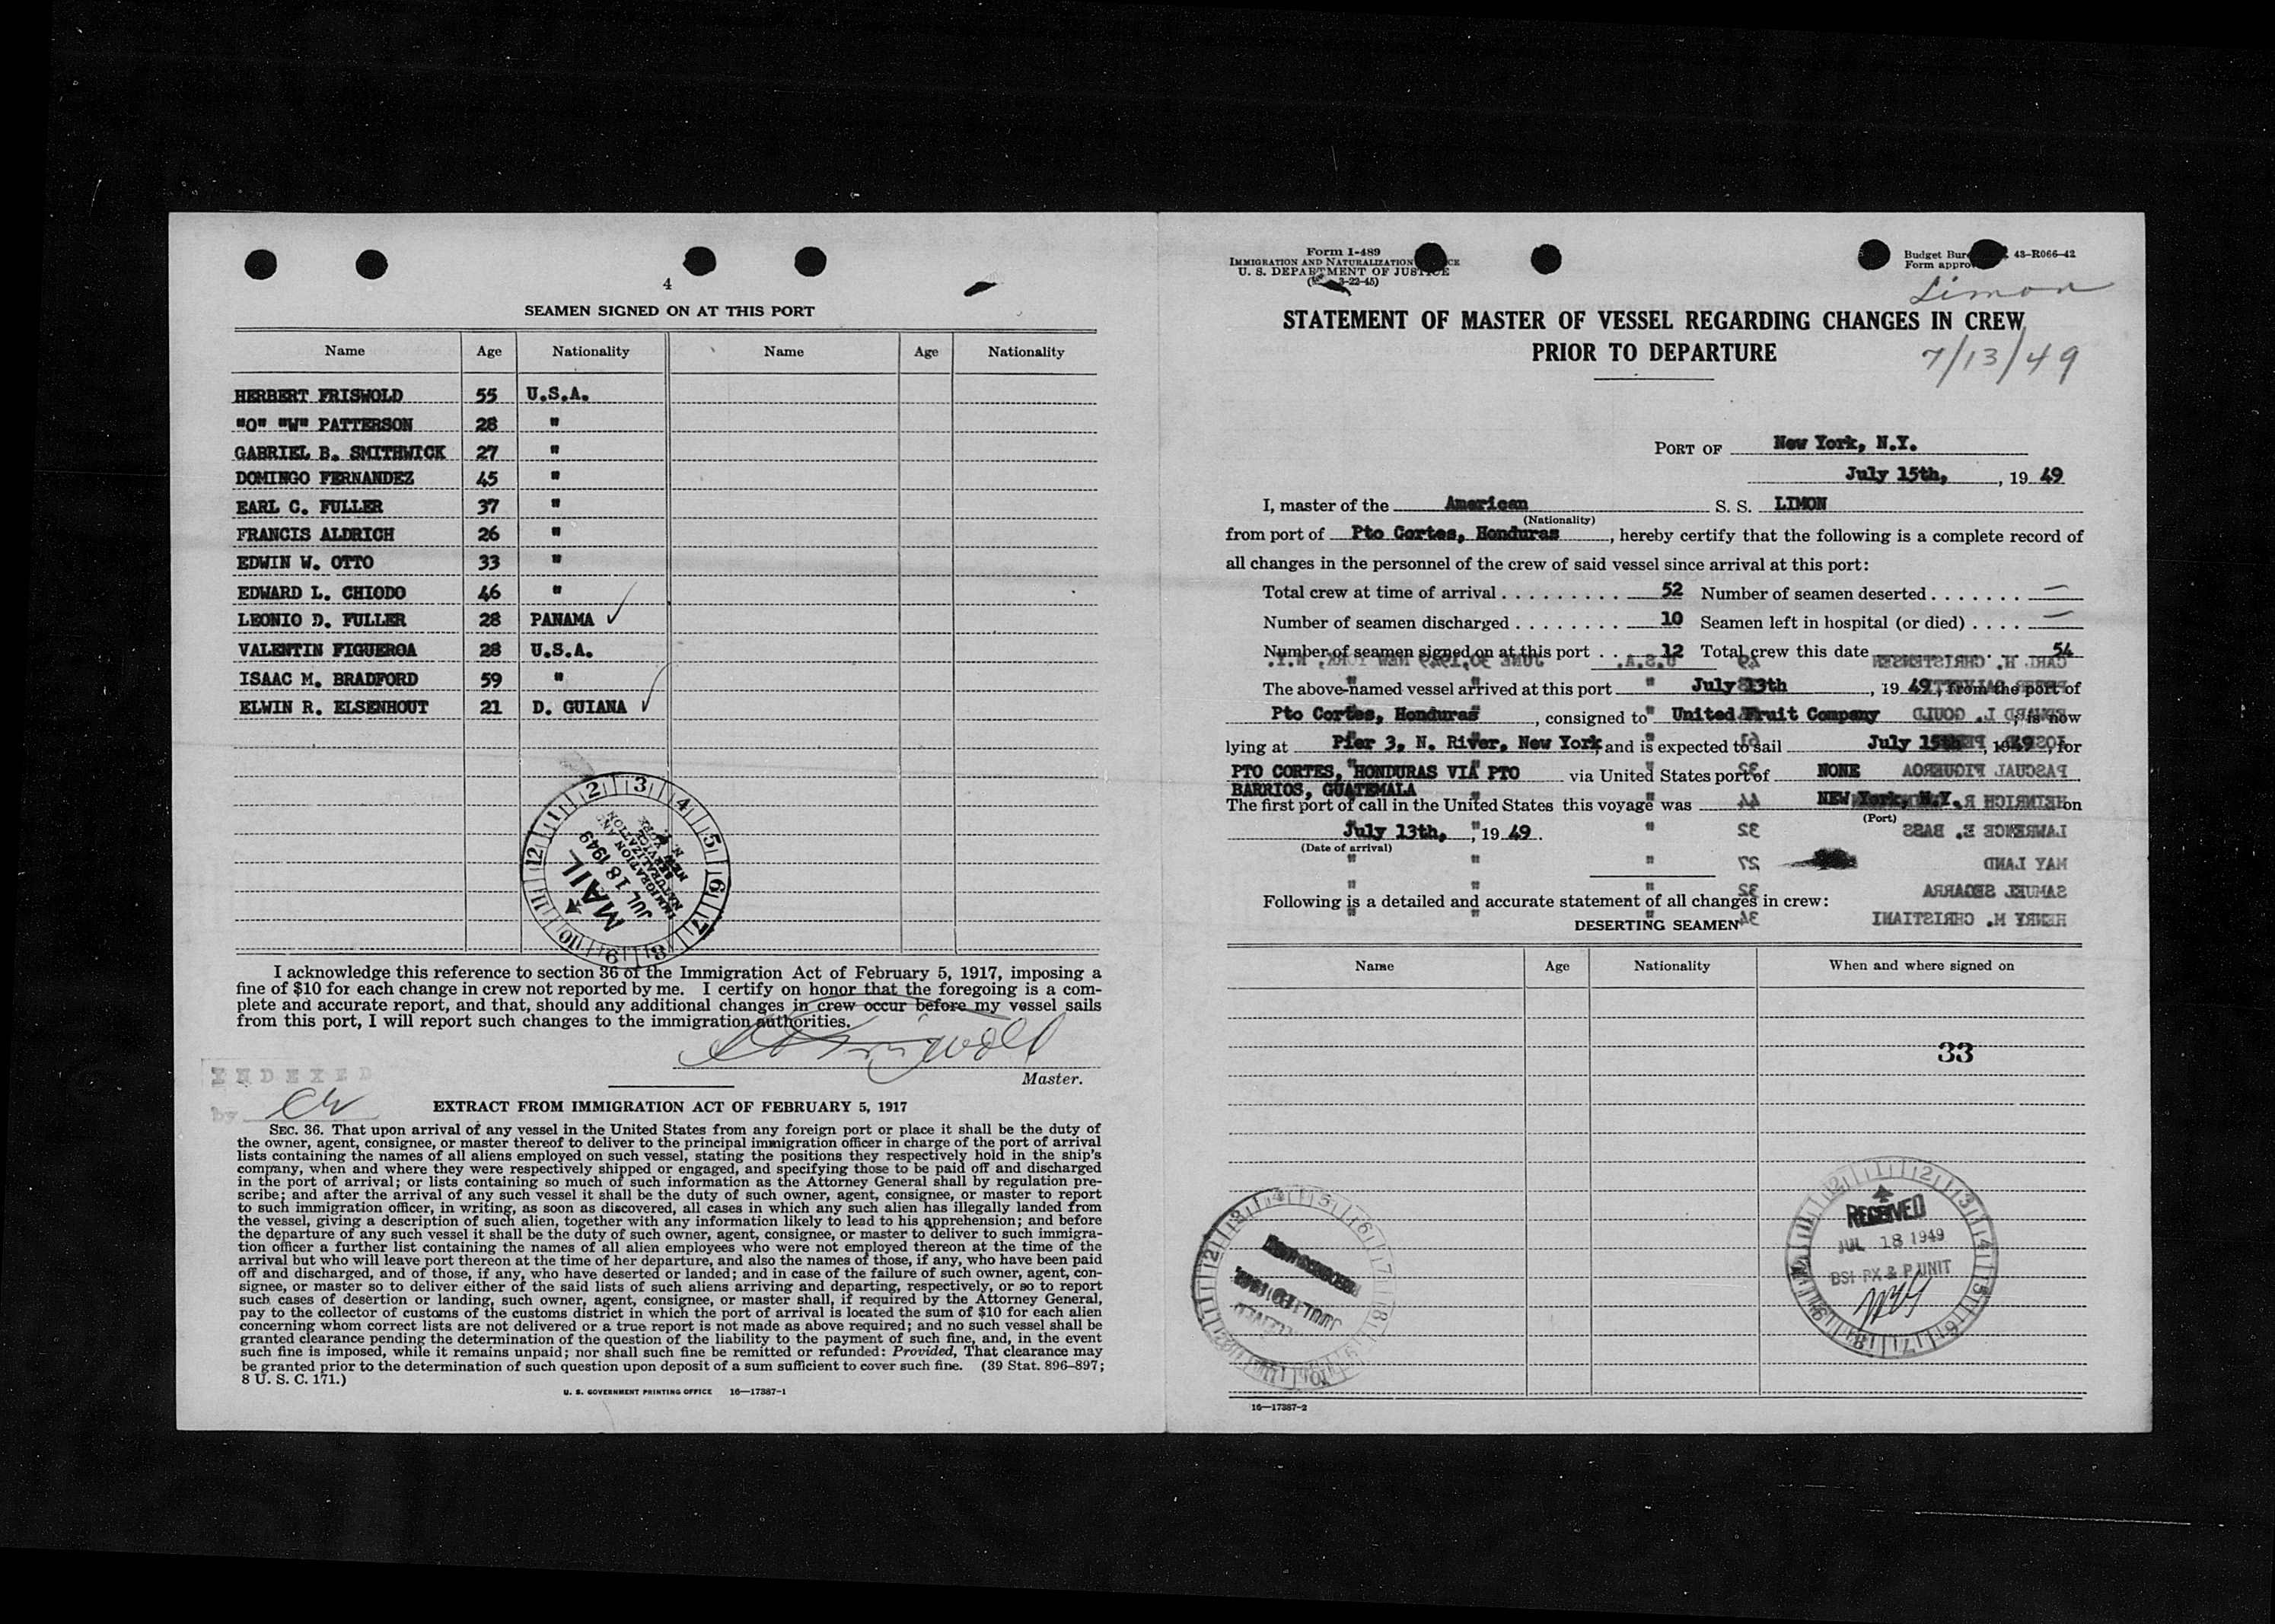 4
SEAMEN SIGNED ON AT THIS PORT
Name Age Nationality Name Age Nationality
HERBERT FRISWOLD 55 U.S.A.
"O" "W" PATTERSON 28 "
GABRIEL B. SMITHWICK 27 "
DOMINGO FERNANDEZ 45 "
EARL C. FULLER 37 "
FRANCIS ALDRICH 26 "
EDWIN W. OTTO 33 "
EDWARD L. CHIODO 46 "
LEONIO D. FULLER 28 PANAMA ✓
VALENTIN FIGUEROA 28 U.S.A.
ISAAC M. BRADFORD 59 "
ELWIN R. ELSENHOUT 21 D. GUIANA ✓
MAIL
JUL 18 1949
IMMIGRATION AND
NATURALIZATION
SERVICE
NEW YORK
I acknowledge this reference to section 36 of the Immigration Act of February 5, 1917, imposing a
fine of $10 for each change in crew not reported by me. I certify on honor that the foregoing is a com-
plete and accurate report, and that, should any additional changes in crew occur before my vessel sails
from this port, I will report such changes to the immigration authorities.
Master.
INDEXED
by
EXTRACT FROM IMMIGRATION ACT OF FEBRUARY 5, 1917
SEC. 36. That upon arrival of any vessel in the United States from any foreign port or place it shall be the duty of
the owner, agent, consignee, or master thereof to deliver to the principal immigration officer in charge of the port of arrival
lists containing the names of all aliens employed on such vessel, stating the positions they respectively hold in the ship's
company, when and where they were respectively shipped or engaged, and specifying those to be paid off and discharged
in the port of arrival; or lists containing so much of such information as the Attorney General shall by regulation pre-
scribe; and after the arrival of any such vessel it shall be the duty of such owner, agent, consignee, or master to report
to such immigration officer, in writing, as soon as discovered, all cases in which any such alien has illegally landed from
the vessel, giving a description of such alien, together with any information likely to lead to his apprehension; and before
the departure of any such vessel it shall be the duty of such owner, agent, consignee, or master to deliver to such immigra-
tion officer a further list containing the names of all alien employees who were not employed thereon at the time of the
arrival but who will leave port thereon at the time of her departure, and also the names of those, if any, who have been paid
off and discharged, and of those, if any, who have deserted or landed; and in case of the failure of such owner, agent, con-
signee, or master so to deliver either of the said lists of such aliens arriving and departing, respectively, or so to report
such cases of desertion or landing, such owner, agent, consignee, or master shall, if required by the Attorney General,
pay to the collector of customs of the customs district in which the port of arrival is located the sum of $10 for each alien
concerning whom correct lists are not delivered or a true report is not made as above required; and no such vessel shall be
granted clearance pending the determination of the question of the liability to the payment of such fine, and, in the event
such fine is imposed, while it remains unpaid; nor shall such fine be remitted or refunded: Provided, That clearance may
be granted prior to the determination of such question upon deposit of a sum sufficient to cover such fine. (39 Stat. 896–897;
8 U. S. C. 171.)
U. S. GOVERNMENT PRINTING OFFICE 16—17387-1
Form I-489
IMMIGRATION AND NATURALIZATION
U. S. DEPARTMENT OF JUSTICE
3-22-45)
Budget Bur 43-R066-42
Form appro
Limon
STATEMENT OF MASTER OF VESSEL REGARDING CHANGES IN CREW
PRIOR TO DEPARTURE
7/13/49
PORT OF New York, N.Y.
July 15th, , 19 49
I, master of the American S. S. LIMON
(Nationality)
from port of Pto Cortes, Honduras , hereby certify that the following is a complete record of
all changes in the personnel of the crew of said vessel since arrival at this port:
Total crew at time of arrival . . . . . . . . . 52 Number of seamen deserted . . . . . . . —
Number of seamen discharged . . . . . . . . 10 Seamen left in hospital (or died) . . . . —
Number of seamen signed on at this port . . 12 Total crew this date . . . . . . . 54
The above-named vessel arrived at this port July 13th , 19 49, from the port of
Pto Cortes, Honduras , consigned to United Fruit Company , is now
lying at Pier 3, N. River, New York and is expected to sail July 15th , 1949 , for
PTO CORTES, HONDURAS VIA PTO via United States port of NONE
BARRIOS, GUATEMALA
The first port of call in the United States this voyage was NEW York, N.Y. on
(Port)
July 13th, , 19 49 .
(Date of arrival)
Following is a detailed and accurate statement of all changes in crew:
DESERTING SEAMEN
Name Age Nationality When and where signed on
33
RECEIVED
JUL 18 1949
BSI PX & P UNIT
16—17387-2